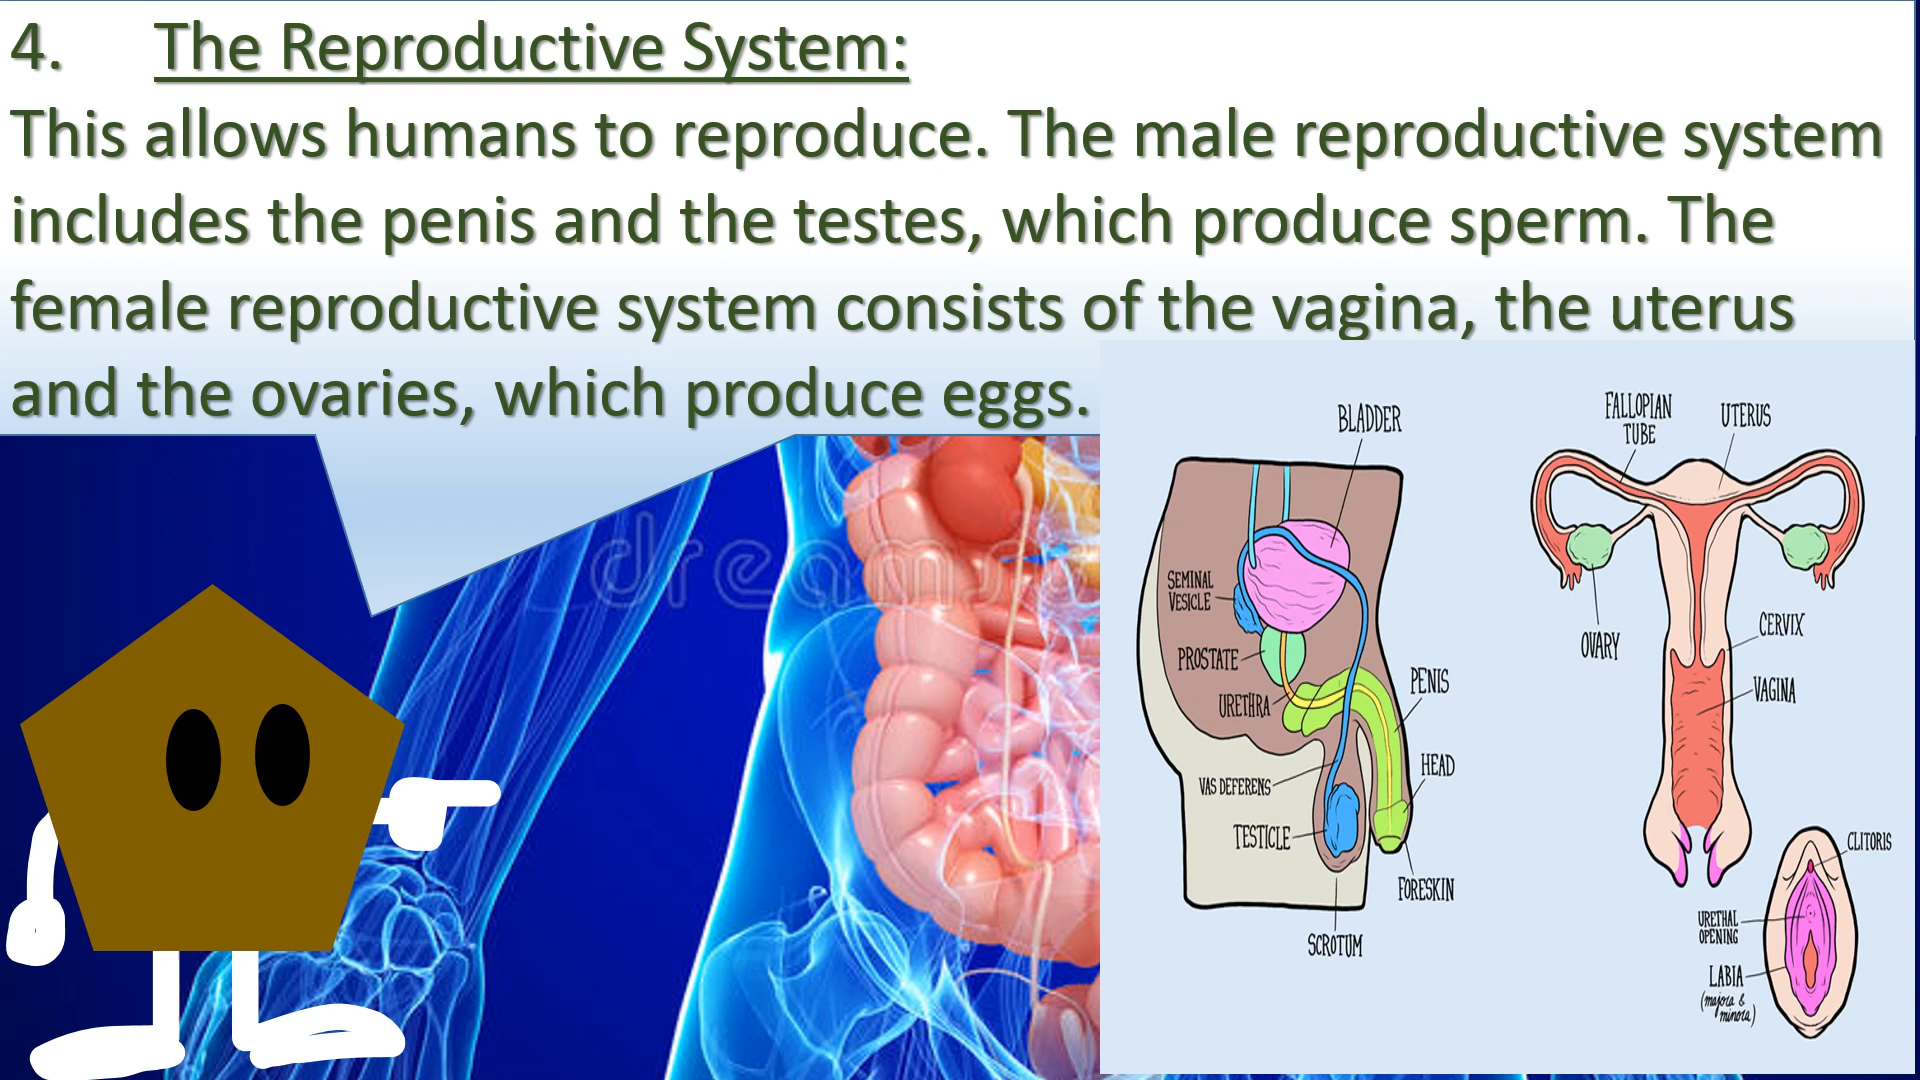 4. The Reproductive System:
This allows humans to reproduce. The male reproductive system
includes the penis and the testes, which produce sperm. The
female reproductive system consists of the vagina, the uterus
and the ovaries, which produce eggs.
BLADDER
SEMINAL
VESICLE
PROSTATE
URETHRA
PENIS
HEAD
VAS DEFERENS
TESTICLE
FORESKIN
SCROTUM
FALLOPIAN
TUBE
UTERUS
OVARY
CERVIX
VAGINA
CLITORIS
URETHAL
OPENING
LABIA
(majora &
minora)